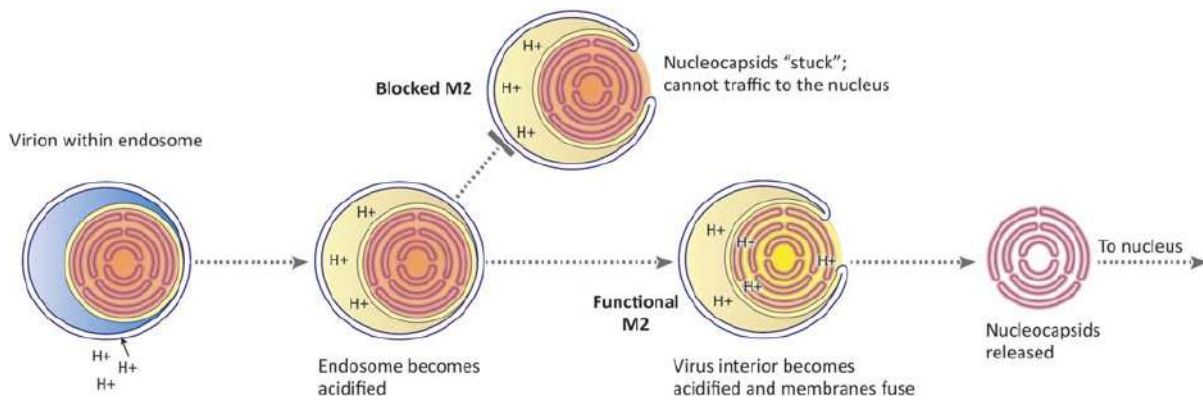 Nucleocapsids “stuck”;
cannot traffic to the nucleus
Blocked M2
H+
H+
H+
Virion within endosome
H+
H+
H+
Endosome becomes
acidified
H+
H+
H+
Functional
M2
H+
H+
H+
H+
H+
H+
Virus interior becomes
acidified and membranes fuse
Nucleocapsids
released
To nucleus